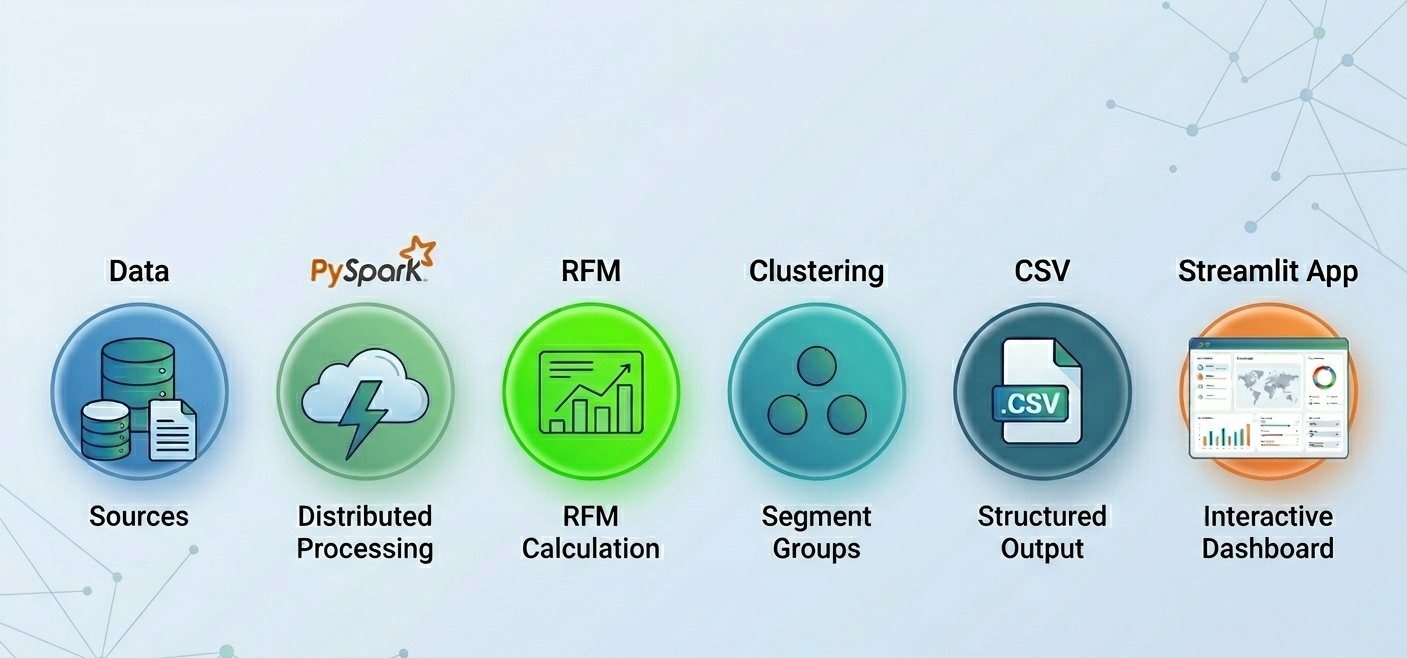 Data
PySpark
RFM
Clustering
CSV
Streamlit App
.CSV
Sources
Distributed
Processing
RFM
Calculation
Segment
Groups
Structured
Output
Interactive
Dashboard